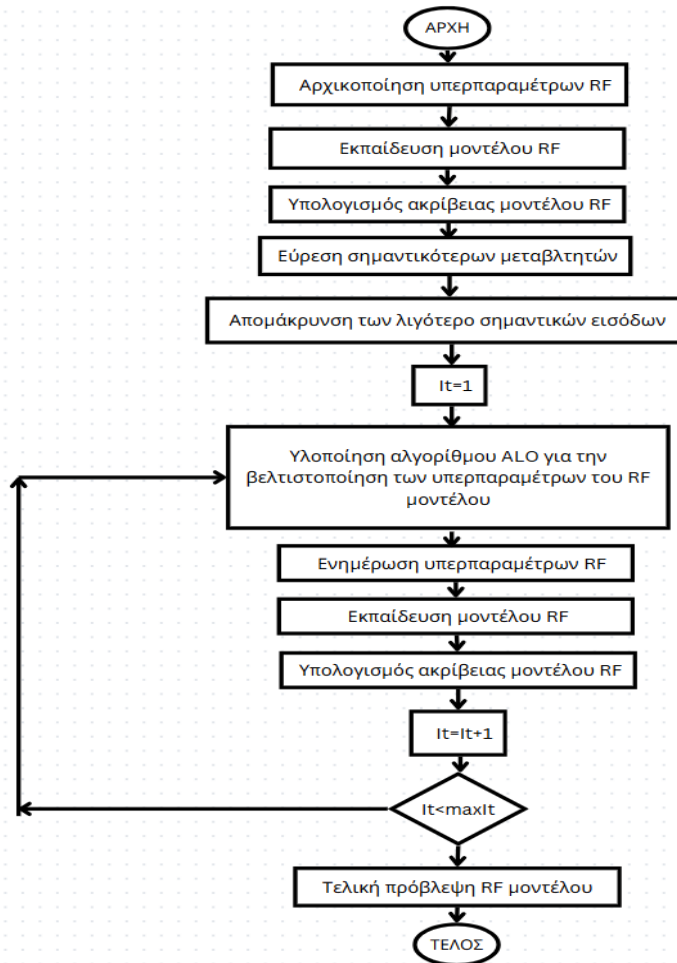 ΑΡΧΗ
Αρχικοποίηση υπερπαραμέτρων RF
Εκπαίδευση μοντέλου RF
Υπολογισμός ακρίβειας μοντέλου RF
Εύρεση σημαντικότερων μεταβλτητών
Απομάκρυνση των λιγότερο σημαντικών εισόδων
It=1
Υλοποίηση αλγορίθμου ALO για την
βελτιστοποίηση των υπερπαραμέτρων του RF
μοντέλου
Ενημέρωση υπερπαραμέτρων RF
Εκπαίδευση μοντέλου RF
Υπολογισμός ακρίβειας μοντέλου RF
It=It+1
It<maxIt
Τελική πρόβλεψη RF μοντέλου
ΤΕΛΟΣ